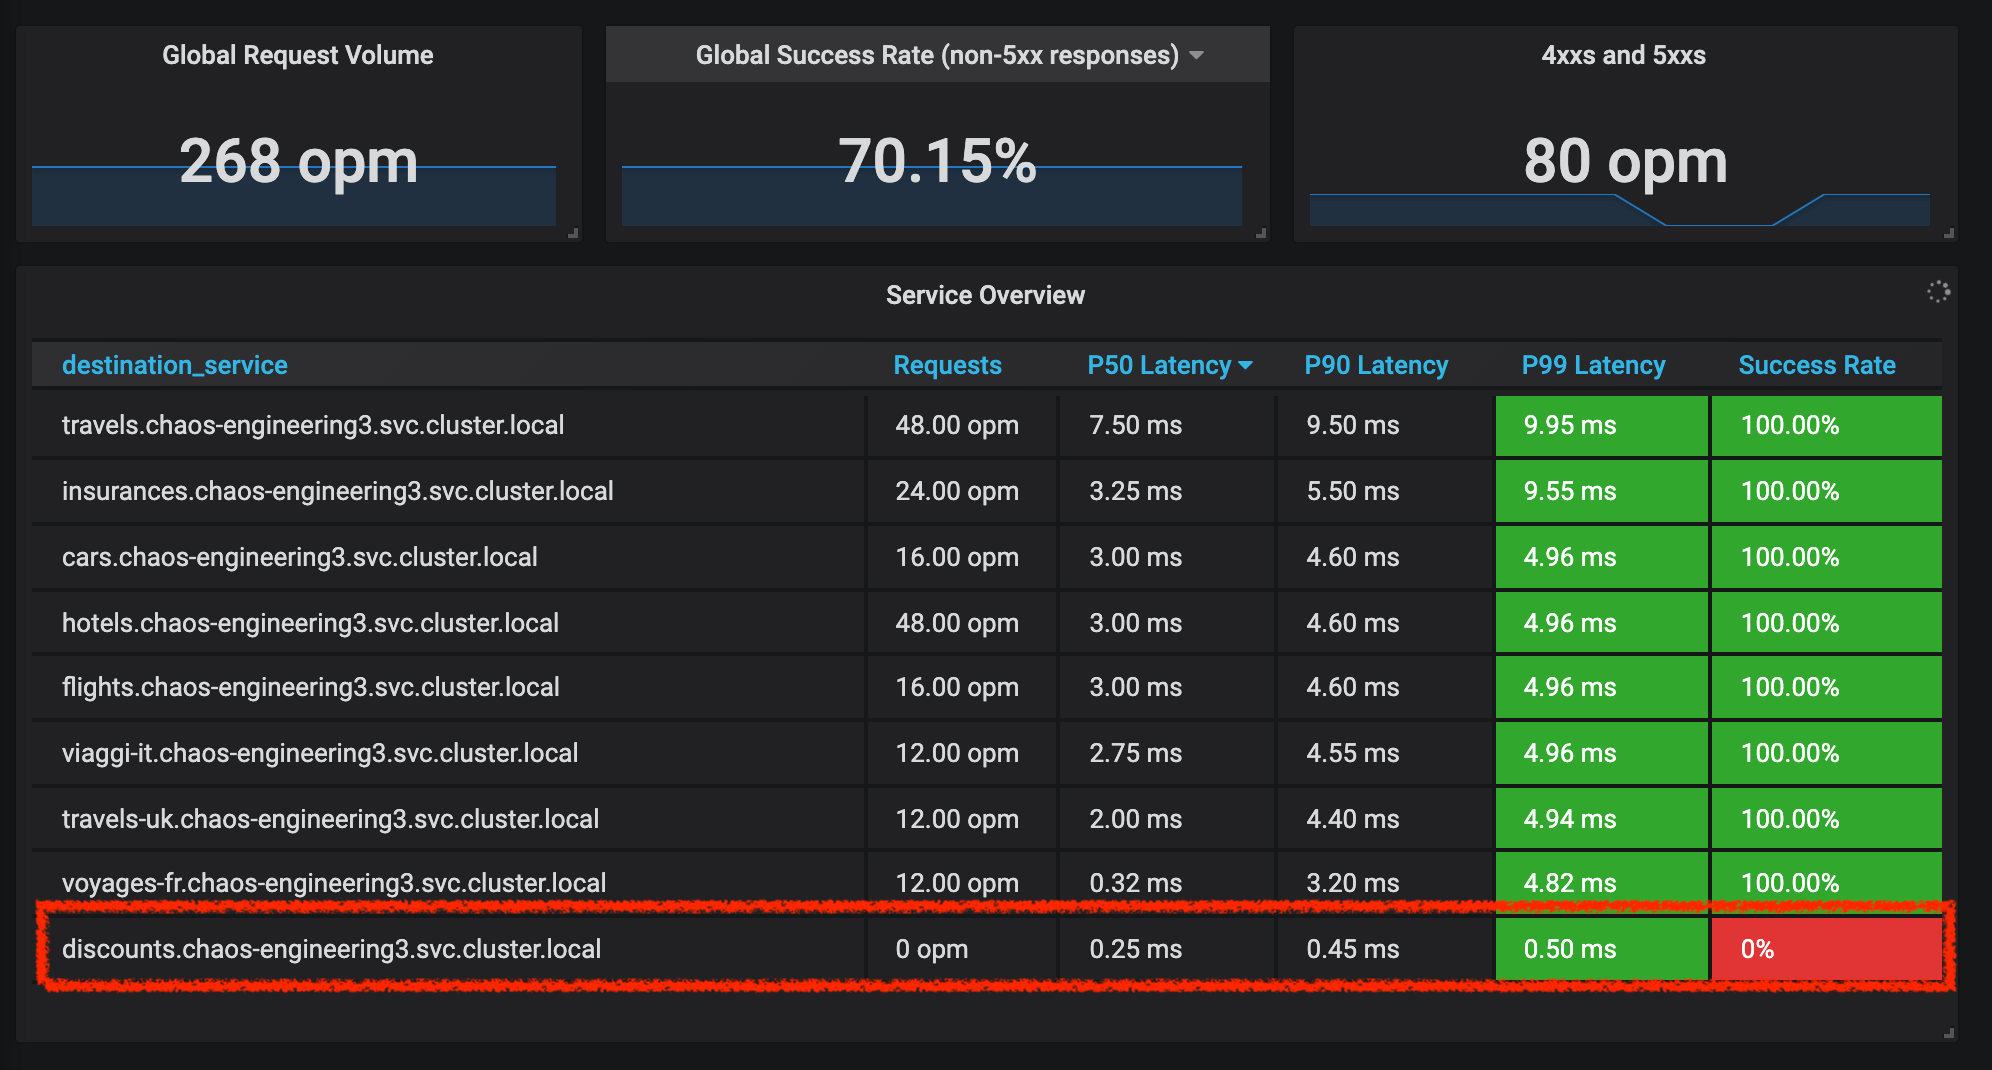 Global Request Volume
268 opm
Global Success Rate (non-5xx responses)
70.15%
4xxs and 5xxs
80 opm
Service Overview
destination_service Requests P50 Latency P90 Latency P99 Latency Success Rate
travels.chaos-engineering3.svc.cluster.local 48.00 opm 7.50 ms 9.50 ms 9.95 ms 100.00%
insurances.chaos-engineering3.svc.cluster.local 24.00 opm 3.25 ms 5.50 ms 9.55 ms 100.00%
cars.chaos-engineering3.svc.cluster.local 16.00 opm 3.00 ms 4.60 ms 4.96 ms 100.00%
hotels.chaos-engineering3.svc.cluster.local 48.00 opm 3.00 ms 4.60 ms 4.96 ms 100.00%
flights.chaos-engineering3.svc.cluster.local 16.00 opm 3.00 ms 4.60 ms 4.96 ms 100.00%
viaggi-it.chaos-engineering3.svc.cluster.local 12.00 opm 2.75 ms 4.55 ms 4.96 ms 100.00%
travels-uk.chaos-engineering3.svc.cluster.local 12.00 opm 2.00 ms 4.40 ms 4.94 ms 100.00%
voyages-fr.chaos-engineering3.svc.cluster.local 12.00 opm 0.32 ms 3.20 ms 4.82 ms 100.00%
discounts.chaos-engineering3.svc.cluster.local 0 opm 0.25 ms 0.45 ms 0.50 ms 0%